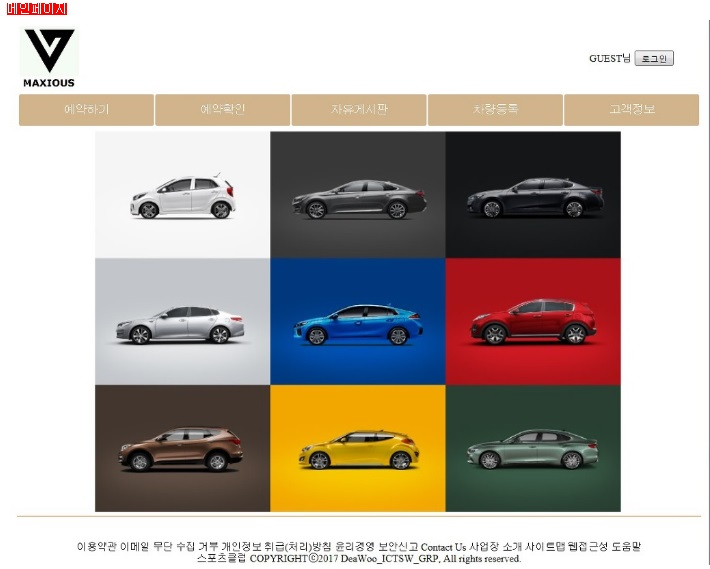 메인페이지
MAXIOUS
GUEST님 로그인
예약하기 예약확인 자유게시판 차량등록 고객정보
이용약관 이메일 무단 수집 거부 개인정보 취급(처리)방침 윤리경영 보안신고 Contact Us 사업장 소개 사이트맵 웹접근성 도움말
스포츠클럽 COPYRIGHTⓒ2017 DeaWoo_ICTSW_GRP, All rights reserved.